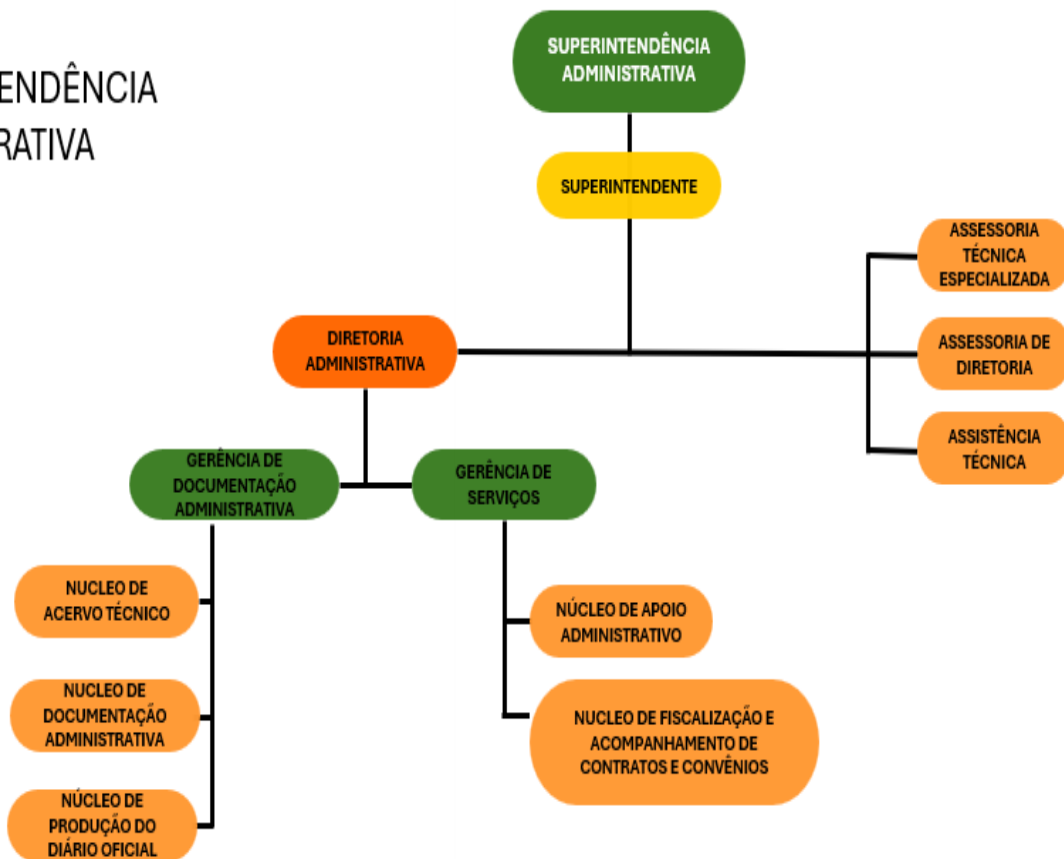 ENDÊNCIA
RATIVA
SUPERINTENDÊNCIA
ADMINISTRATIVA
SUPERINTENDENTE
ASSESSORIA
TÉCNICA
ESPECIALIZADA
DIRETORIA
ADMINISTRATIVA
ASSESSORIA DE
DIRETORIA
ASSISTÊNCIA
TÉCNICA
GERÊNCIA DE
DOCUMENTAÇÃO
ADMINISTRATIVA
GERÊNCIA DE
SERVIÇOS
NUCLEO DE
ACERVO TÉCNICO
NÚCLEO DE APOIO
ADMINISTRATIVO
NUCLEO DE
DOCUMENTAÇÃO
ADMINISTRATIVA
NUCLEO DE FISCALIZAÇÃO E
ACOMPANHAMENTO DE
CONTRATOS E CONVÊNIOS
NÚCLEO DE
PRODUÇÃO DO
DIÁRIO OFICIAL